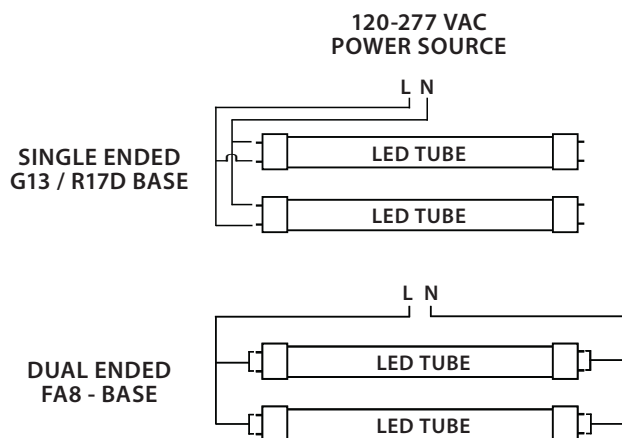 120-277 VAC
POWER SOURCE
L N
SINGLE ENDED
G13 / R17D BASE
LED TUBE
LED TUBE
L N
DUAL ENDED
FA8 - BASE
LED TUBE
LED TUBE